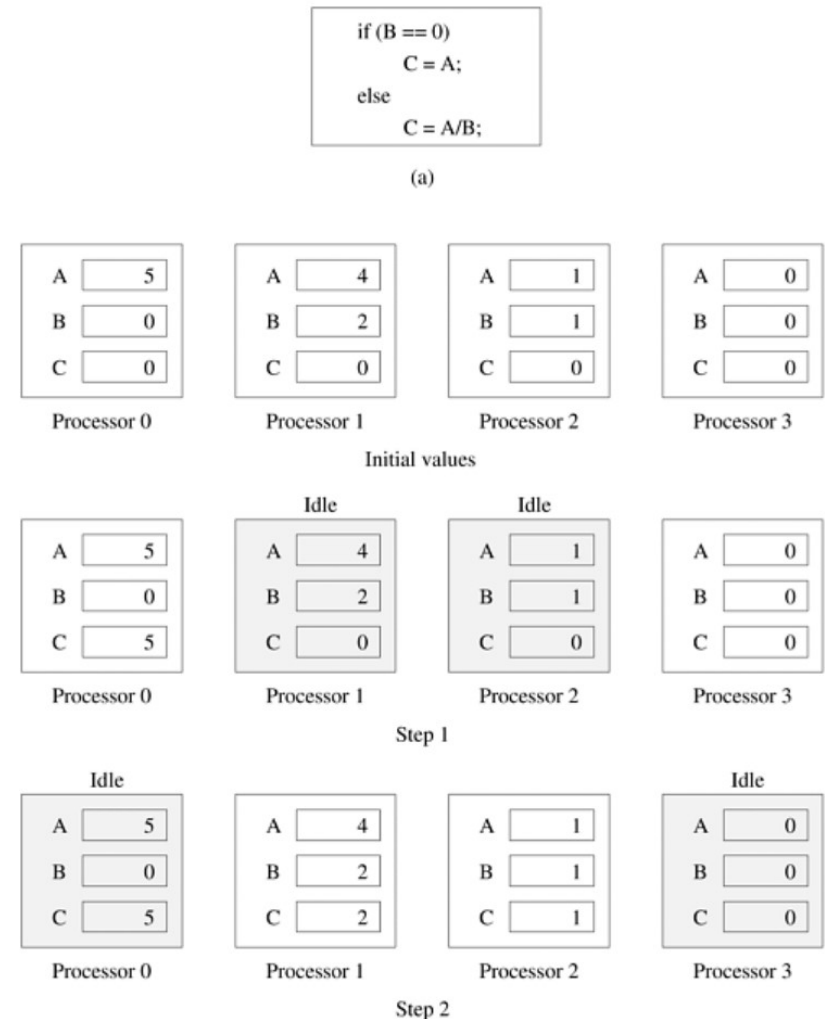 if (B == 0)
C = A;
else
C = A/B;
(a)
A 5 A 4 A 1 A 0
B 0 B 2 B 1 B 0
C 0 C 0 C 0 C 0
Processor 0 Processor 1 Processor 2 Processor 3
Initial values
Idle Idle
A 5 A 4 A 1 A 0
B 0 B 2 B 1 B 0
C 5 C 0 C 0 C 0
Processor 0 Processor 1 Processor 2 Processor 3
Step 1
Idle Idle
A 5 A 4 A 1 A 0
B 0 B 2 B 1 B 0
C 5 C 2 C 1 C 0
Processor 0 Processor 1 Processor 2 Processor 3
Step 2